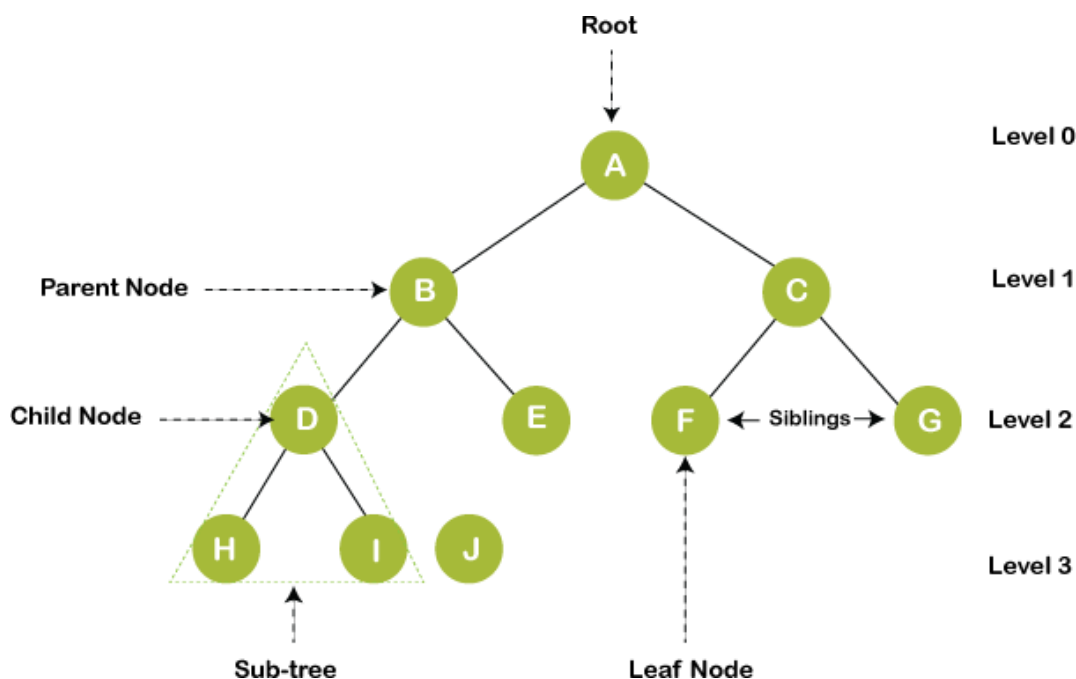 Root
Level 0
A
Parent Node
B
C
Level 1
Child Node
D
E
F
Siblings
G
Level 2
H
I
J
Level 3
Sub-tree
Leaf Node